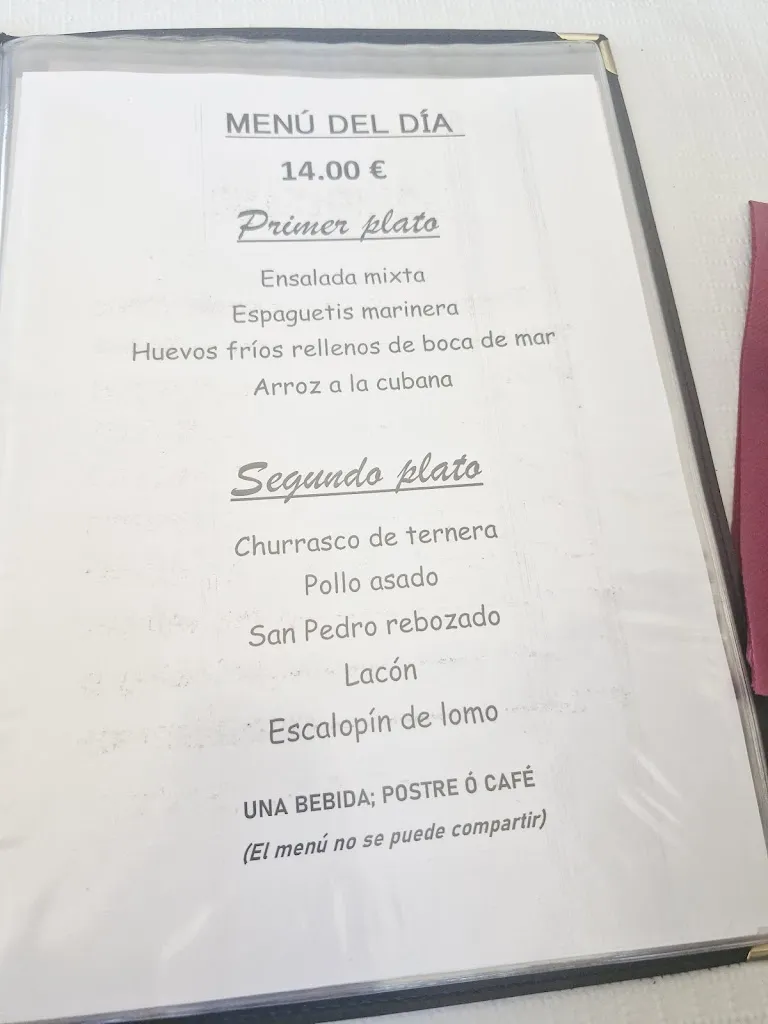 MENÚ DEL DÍA
14.00 €
Primer plato
Ensalada mixta
Espaguetis marinera
Huevos fríos rellenos de boca de mar
Arroz a la cubana
Segundo plato
Churrasco de ternera
Pollo asado
San Pedro rebozado
Lacón
Escalopín de lomo
UNA BEBIDA; POSTRE Ó CAFÉ
(El menú no se puede compartir)